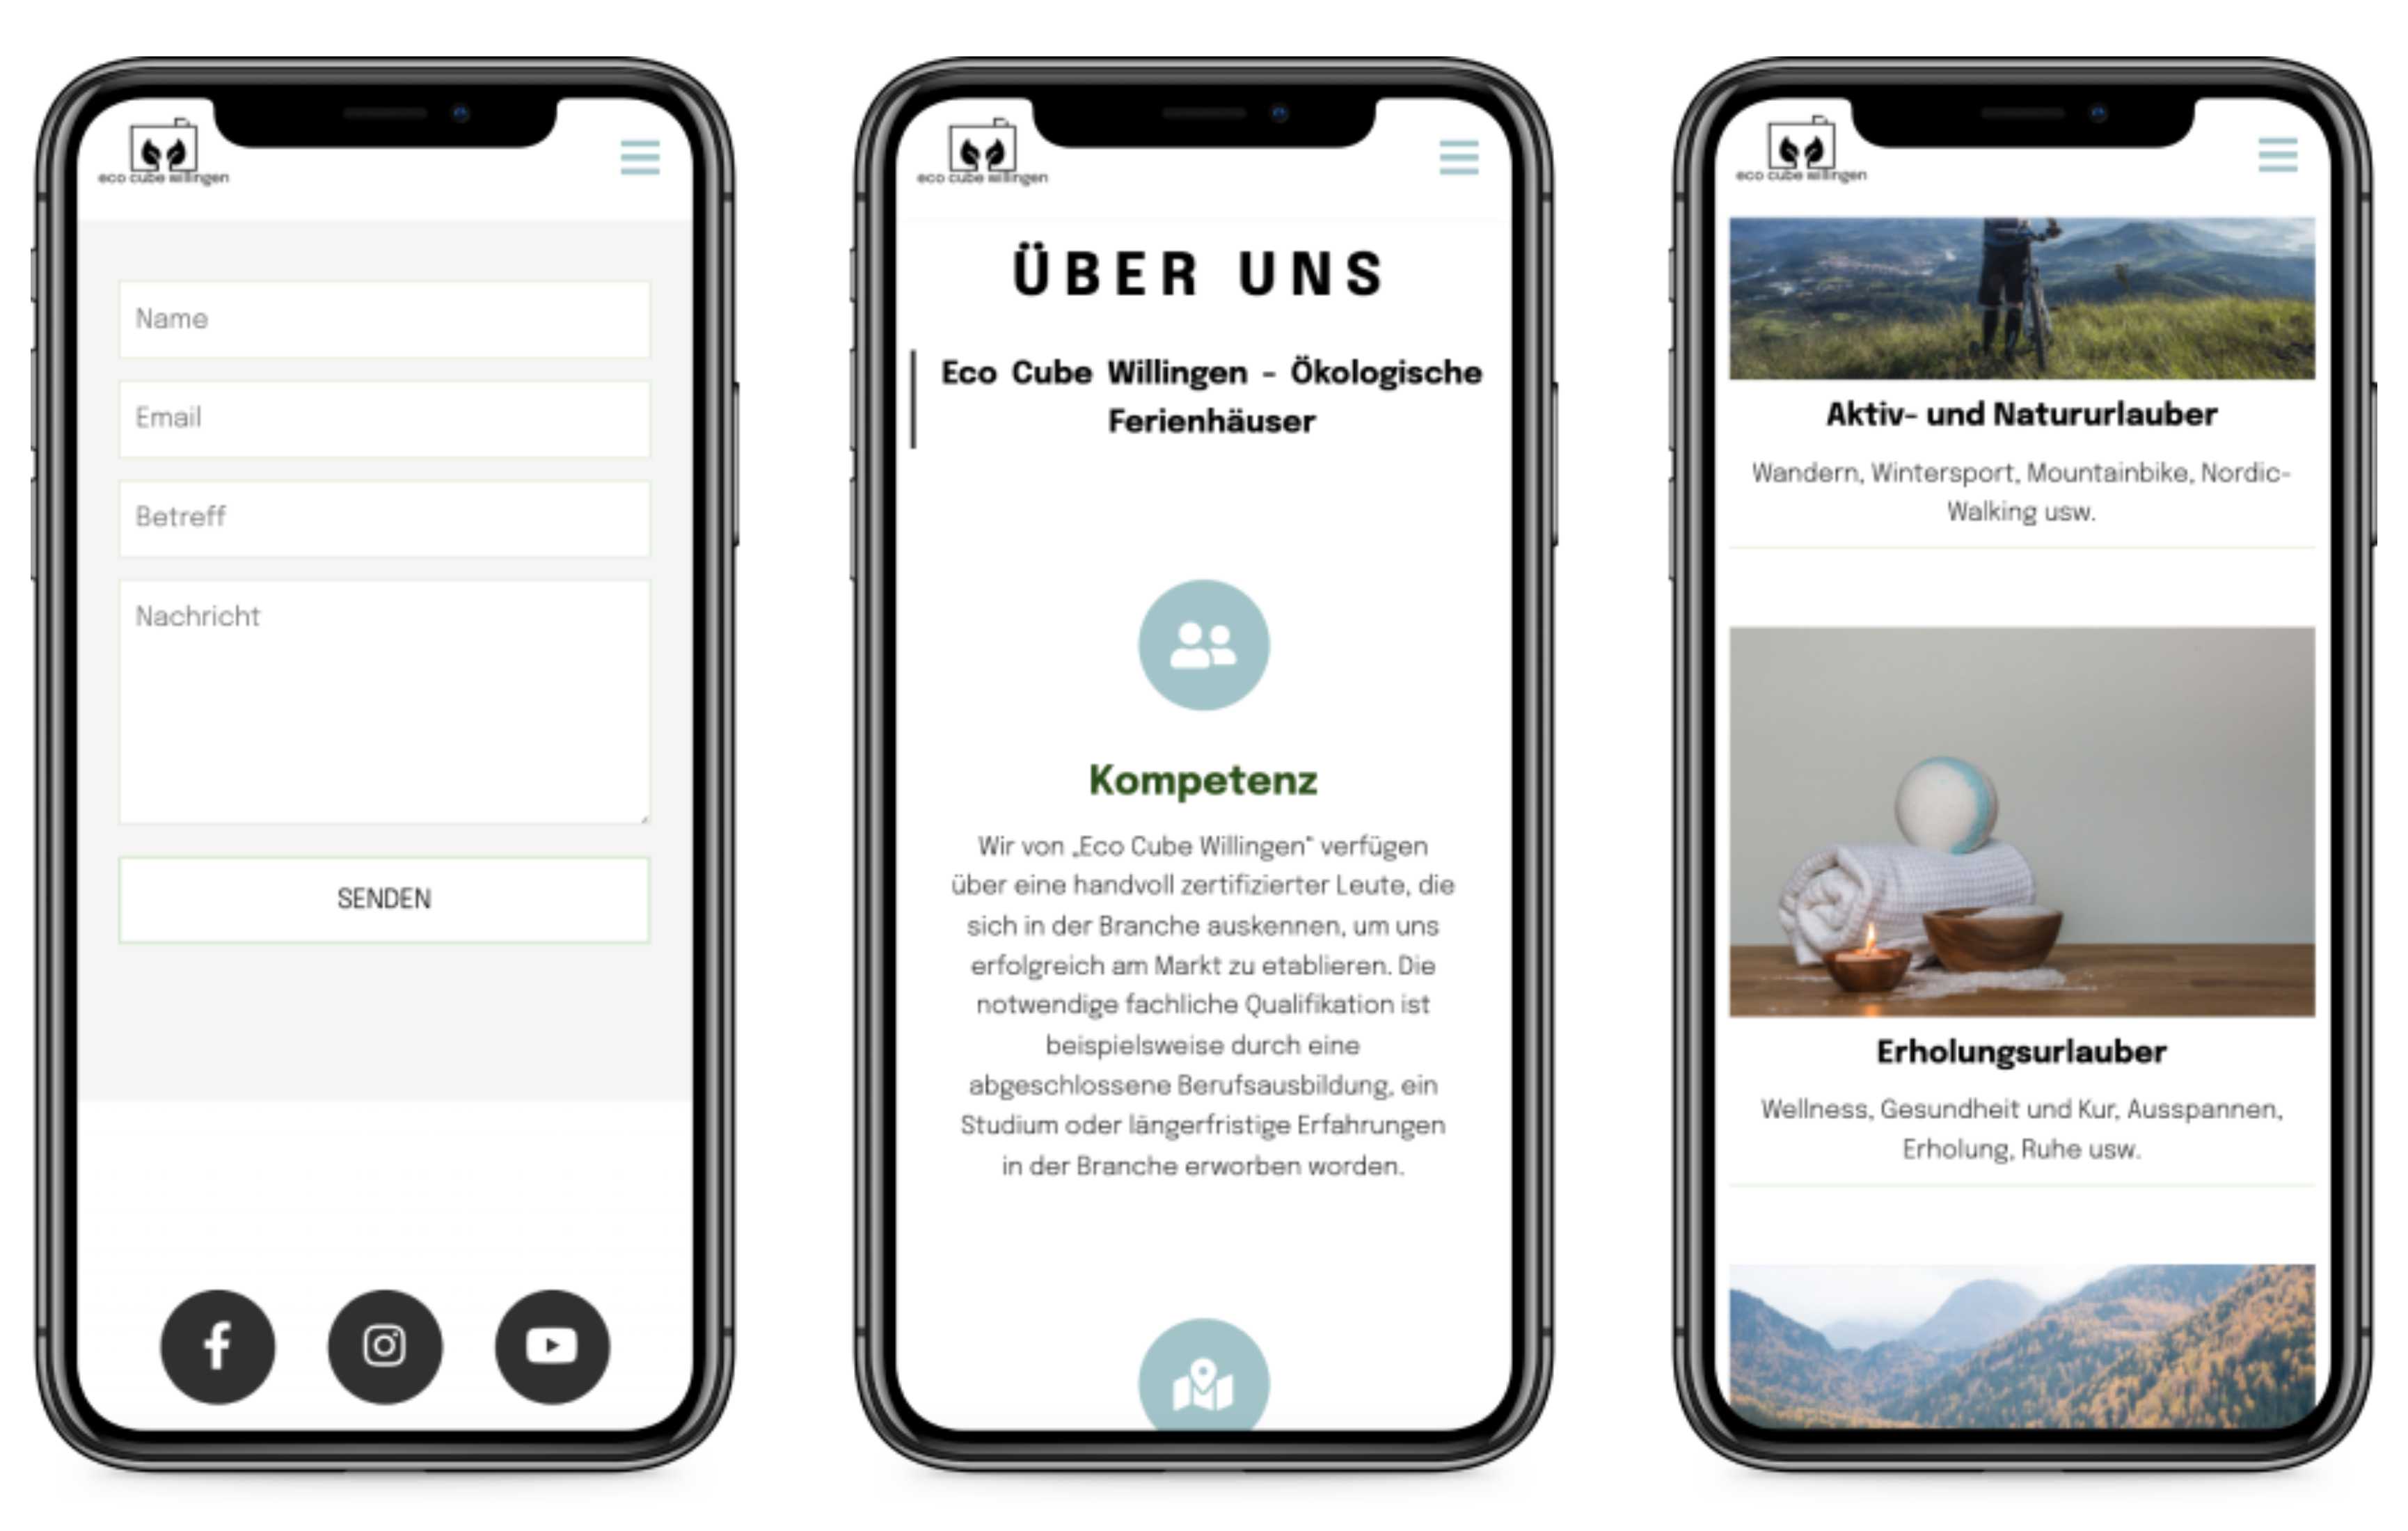 eco cube willingen
Name
Email
Betreff
Nachricht
SENDEN
eco cube willingen
ÜBER UNS
Eco Cube Willingen - Ökologische
Ferienhäuser
Kompetenz
Wir von „Eco Cube Willingen" verfügen
über eine handvoll zertifizierter Leute, die
sich in der Branche auskennen, um uns
erfolgreich am Markt zu etablieren. Die
notwendige fachliche Qualifikation ist
beispielsweise durch eine
abgeschlossene Berufsausbildung, ein
Studium oder längerfristige Erfahrungen
in der Branche erworben worden.
eco cube willingen
Aktiv- und Natururlauber
Wandern, Wintersport, Mountainbike, Nordic-
Walking usw.
Erholungsurlauber
Wellness, Gesundheit und Kur, Ausspannen,
Erholung, Ruhe usw.